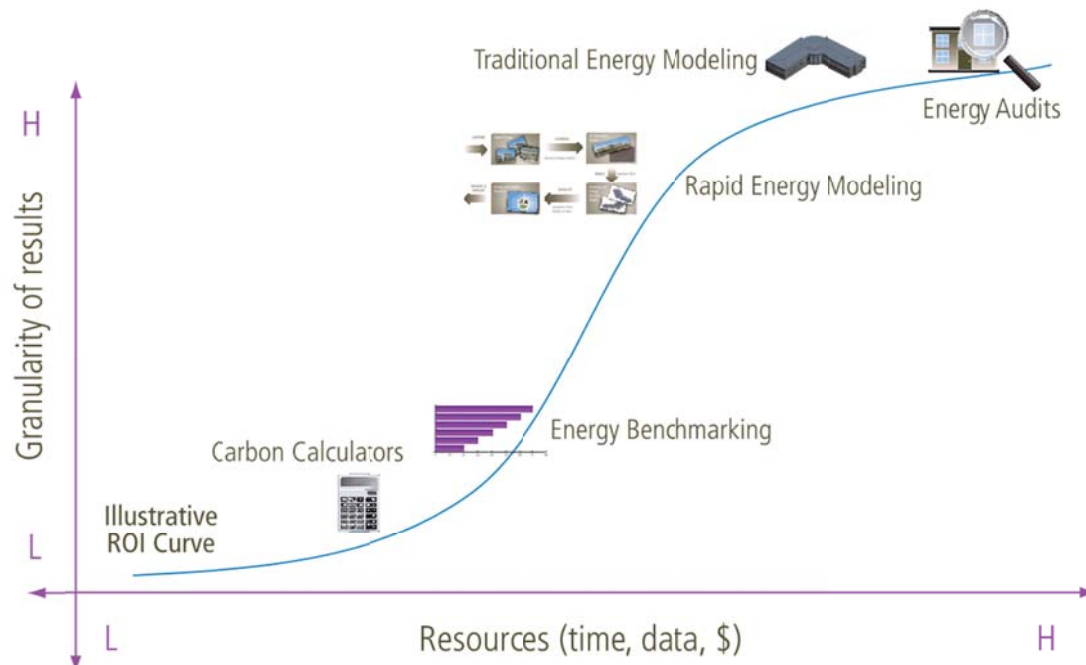 Traditional Energy Modeling
Energy Audits
H
Rapid Energy Modeling
Granularity of results
Energy Benchmarking
Carbon Calculators
Illustrative
ROI Curve
L
L
Resources (time, data, $)
H